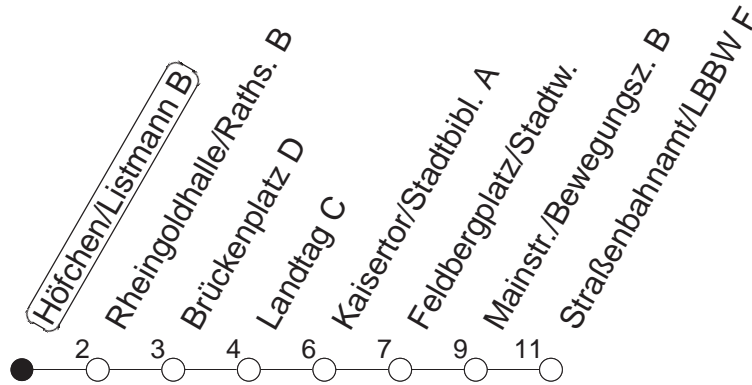 Höfchen/Listmann B
Rheingoldhalle/Raths. B
Brückenplatz D
Landtag C
Kaisertor/Stadtbibl. A
Feldbergplatz/Stadtw.
Mainstr./Bewegungsz. B
Straßenbahnamt/LBBW F
2 3 4 6 7 9 11